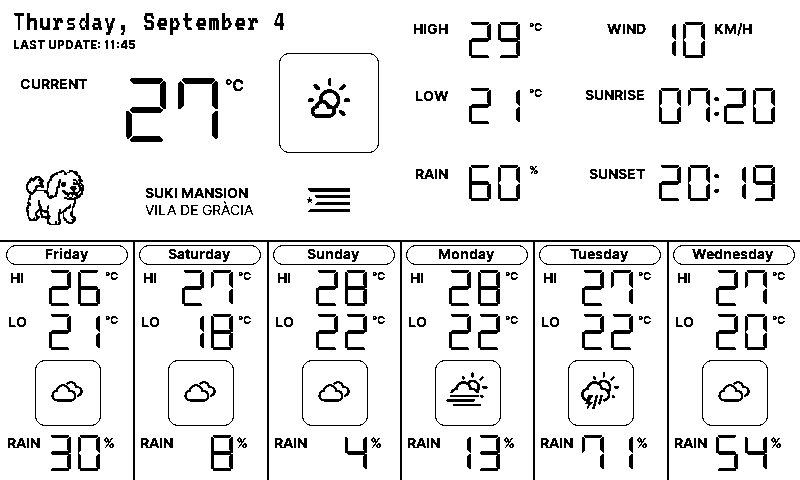 Thursday, September 4
LAST UPDATE: 11:45
CURRENT 27 °C
HIGH 29 °C
WIND 10 KM/H
LOW 21 °C
SUNRISE 07:20
RAIN 60 %
SUNSET 20:19
SUKI MANSION
VILA DE GRÀCIA
Friday
HI 26 °C
LO 21 °C
RAIN 30 %
Saturday
HI 27 °C
LO 18 °C
RAIN 8 %
Sunday
HI 28 °C
LO 22 °C
RAIN 4 %
Monday
HI 28 °C
LO 22 °C
RAIN 13 %
Tuesday
HI 27 °C
LO 22 °C
RAIN 71 %
Wednesday
HI 27 °C
LO 20 °C
RAIN 54 %